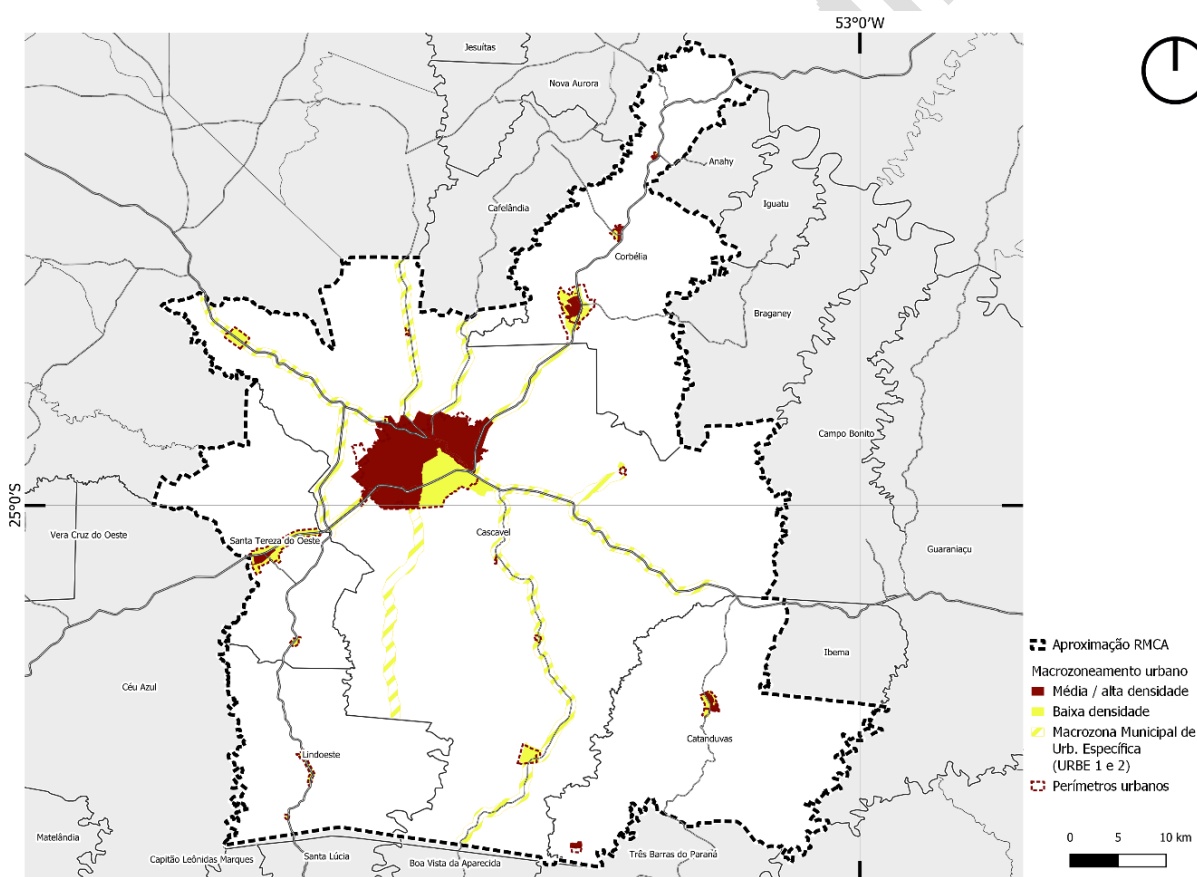 53°0'W
Jesuítas
Nova Aurora
Anahy
Iguatu
Cafelândia
Corbélia
Braganey
Campo Bonito
25°0'S
Vera Cruz do Oeste
Santa Tereza do Oeste
Cascavel
Guaraniaçu
Ibema
Céu Azul
Catanduvas
Lindoeste
Matelândia
Capitão Leônidas Marques
Santa Lúcia
Boa Vista da Aparecida
Três Barras do Paraná
Aproximação RMCA
Macrozoneamento urbano
Média / alta densidade
Baixa densidade
Macrozona Municipal de
Urb. Específica
(URBE 1 e 2)
Perímetros urbanos
0 5 10 km